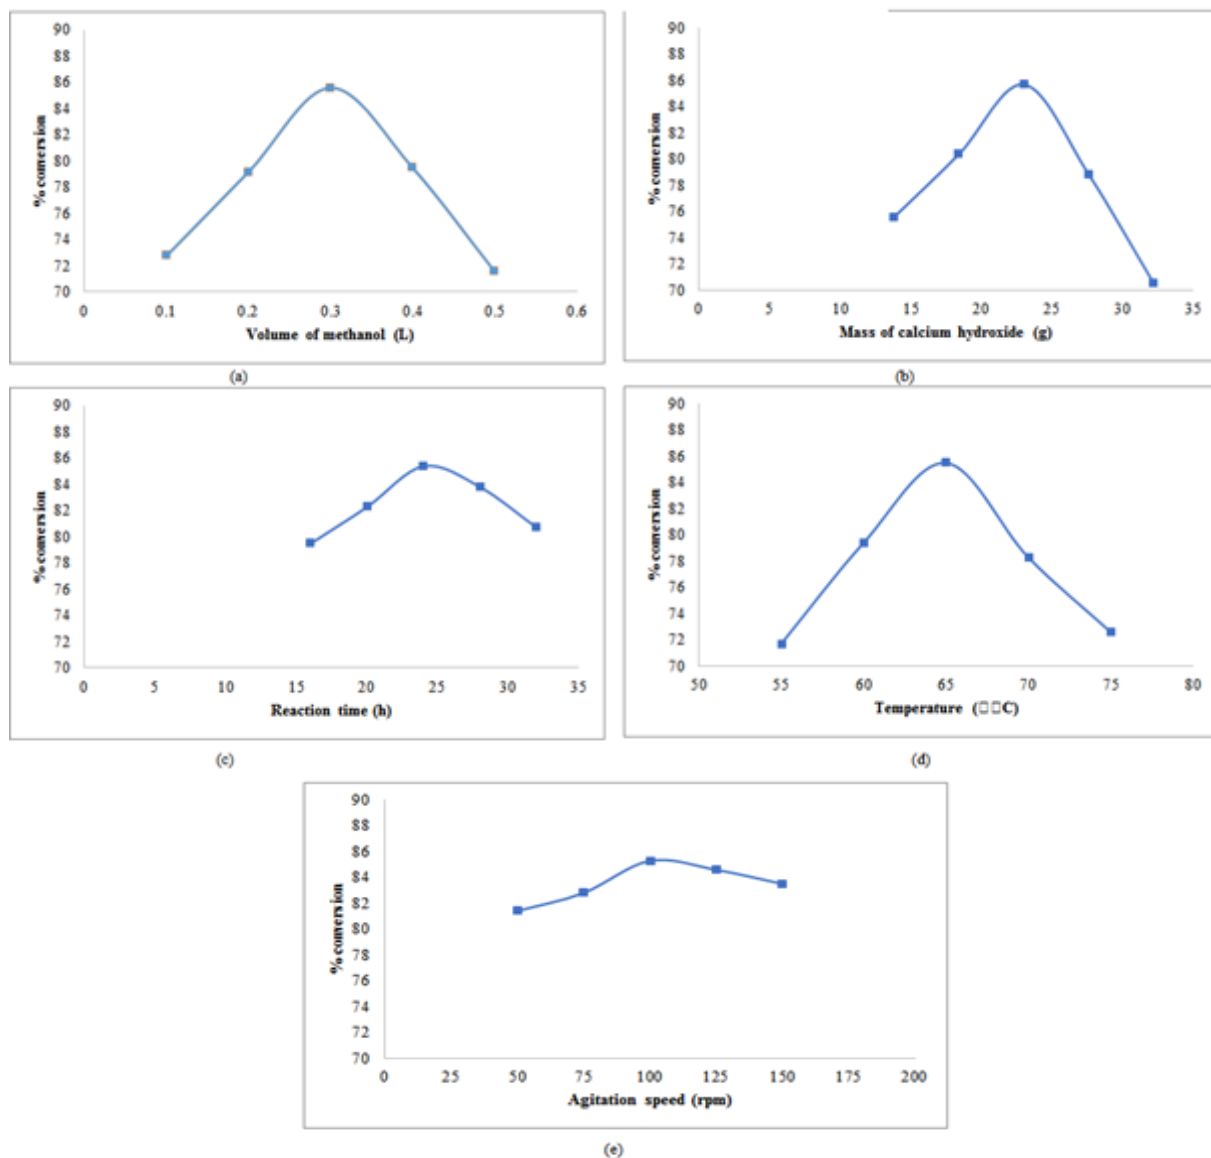 90
88
86
84
82
80
78
76
74
72
70
% conversion
0 0.1 0.2 0.3 0.4 0.5 0.6
Volume of methanol (L)
(a)
90
88
86
84
82
80
78
76
74
72
70
% conversion
0 5 10 15 20 25 30 35
Mass of calcium hydroxide (g)
(b)
90
88
86
84
82
80
78
76
74
72
70
% conversion
0 5 10 15 20 25 30 35
Reaction time (h)
(c)
90
88
86
84
82
80
78
76
74
72
70
% conversion
50 55 60 65 70 75 80
Temperature (□□C)
(d)
90
88
86
84
82
80
78
76
74
72
70
% conversion
0 25 50 75 100 125 150 175 200
Agitation speed (rpm)
(e)